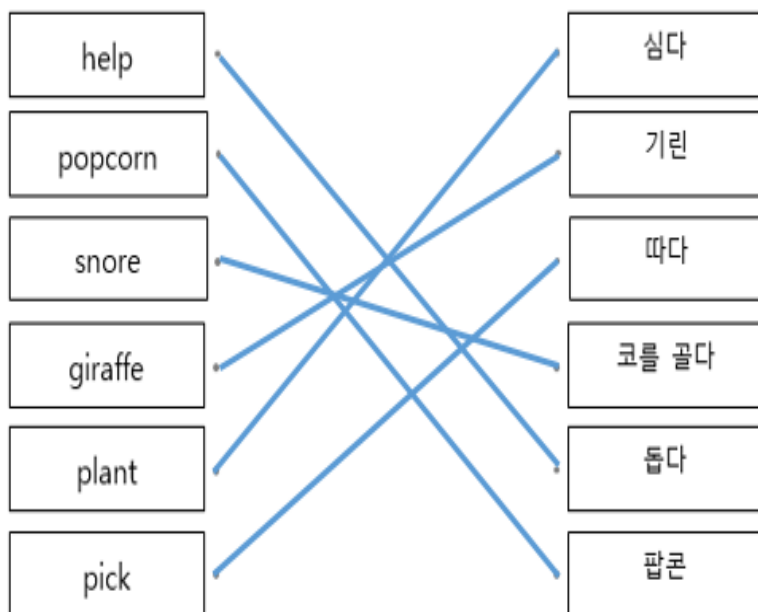 help
심다
popcorn
기린
snore
따다
giraffe
코를 골다
plant
돕다
pick
팝콘